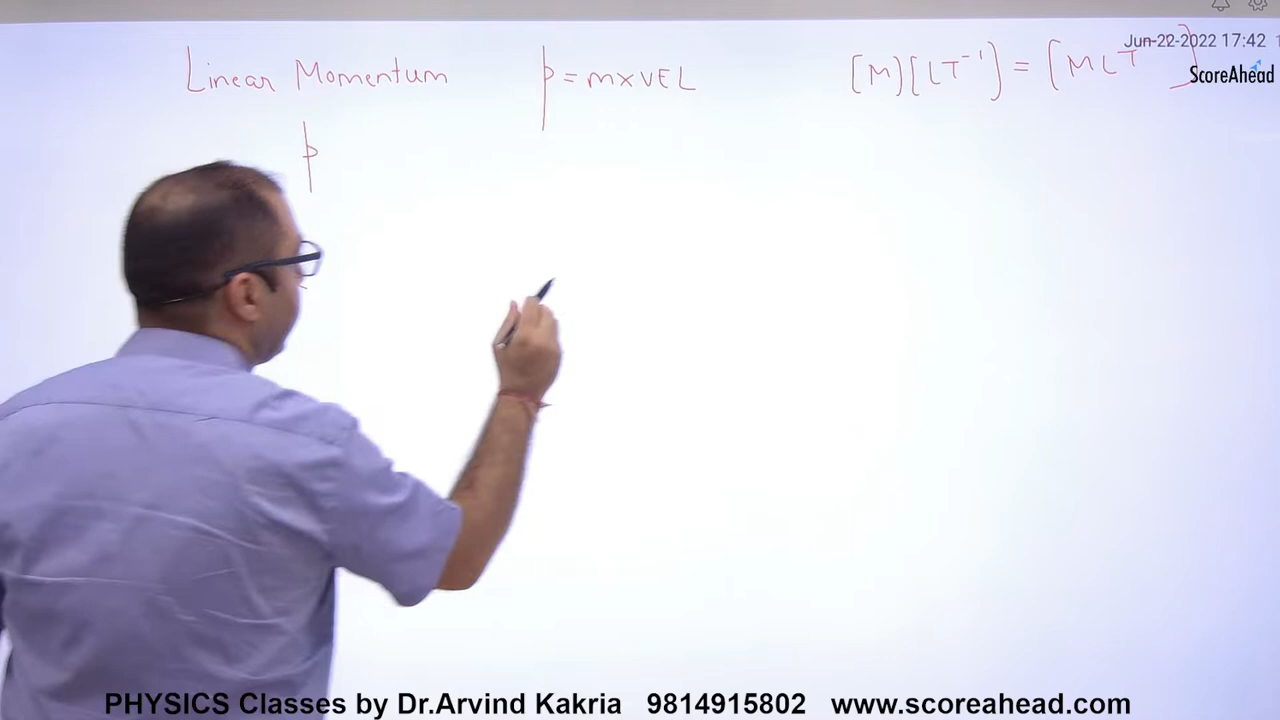 Jun-22-2022 17:42
Linear Momentum p = m x VEL [M][LT⁻¹] = [MLT⁻¹]
ScoreAhead
p
PHYSICS Classes by Dr.Arvind Kakria 9814915802 www.scoreahead.com